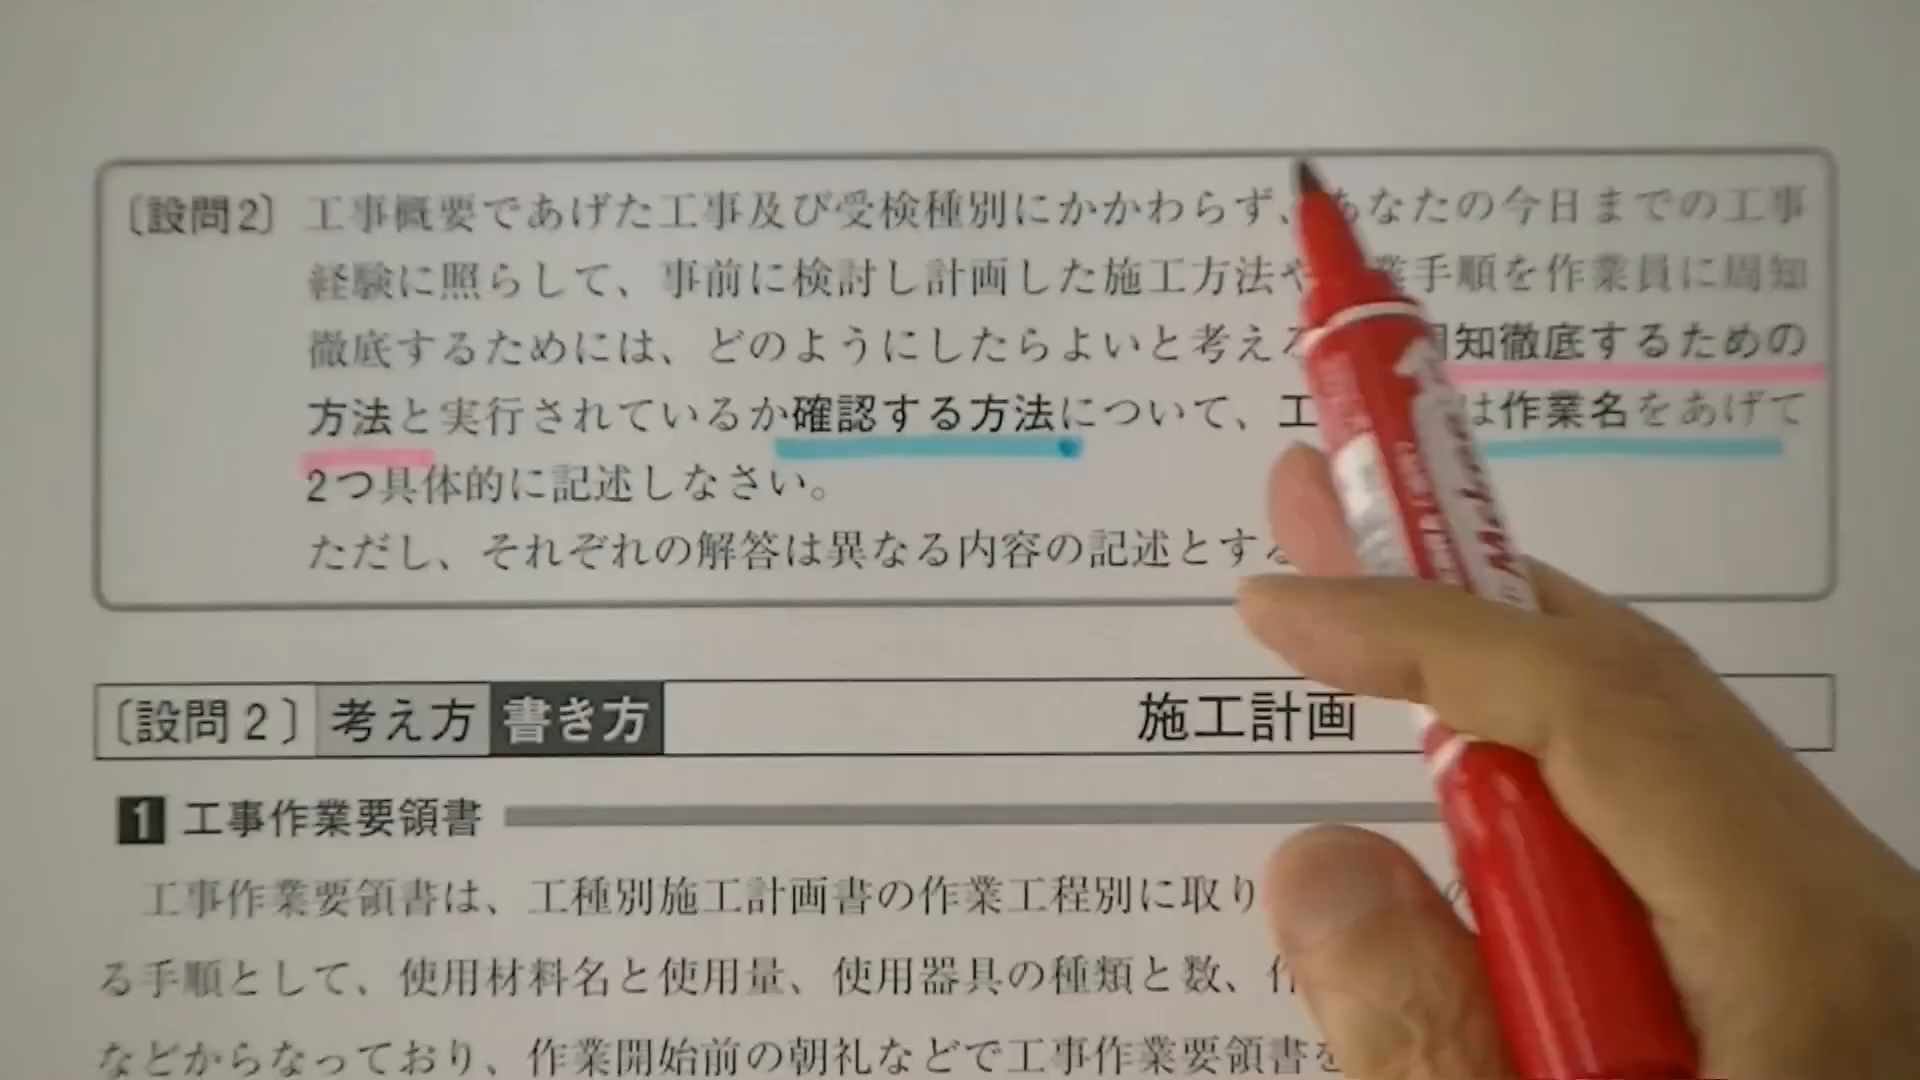 〔設問2〕 工事概要であげた工事及び受検種別にかかわらず、あなたの今日までの工事
経験に照らして、事前に検討し計画した施工方法や 業手順を作業員に周知
徹底するためには、どのようにしたらよいと考え 知徹底するための
方法と実行されているか確認する方法について、工 は作業名をあげて
2つ具体的に記述しなさい。
ただし、それぞれの解答は異なる内容の記述とする
〔設問2〕 考え方 書き方 施工計画
1 工事作業要領書
工事作業要領書は、工種別施工計画書の作業工程別に取り の
る手順として、使用材料名と使用量、使用器具の種類と数、作
などからなっており、作業開始前の朝礼などで工事作業要領書を